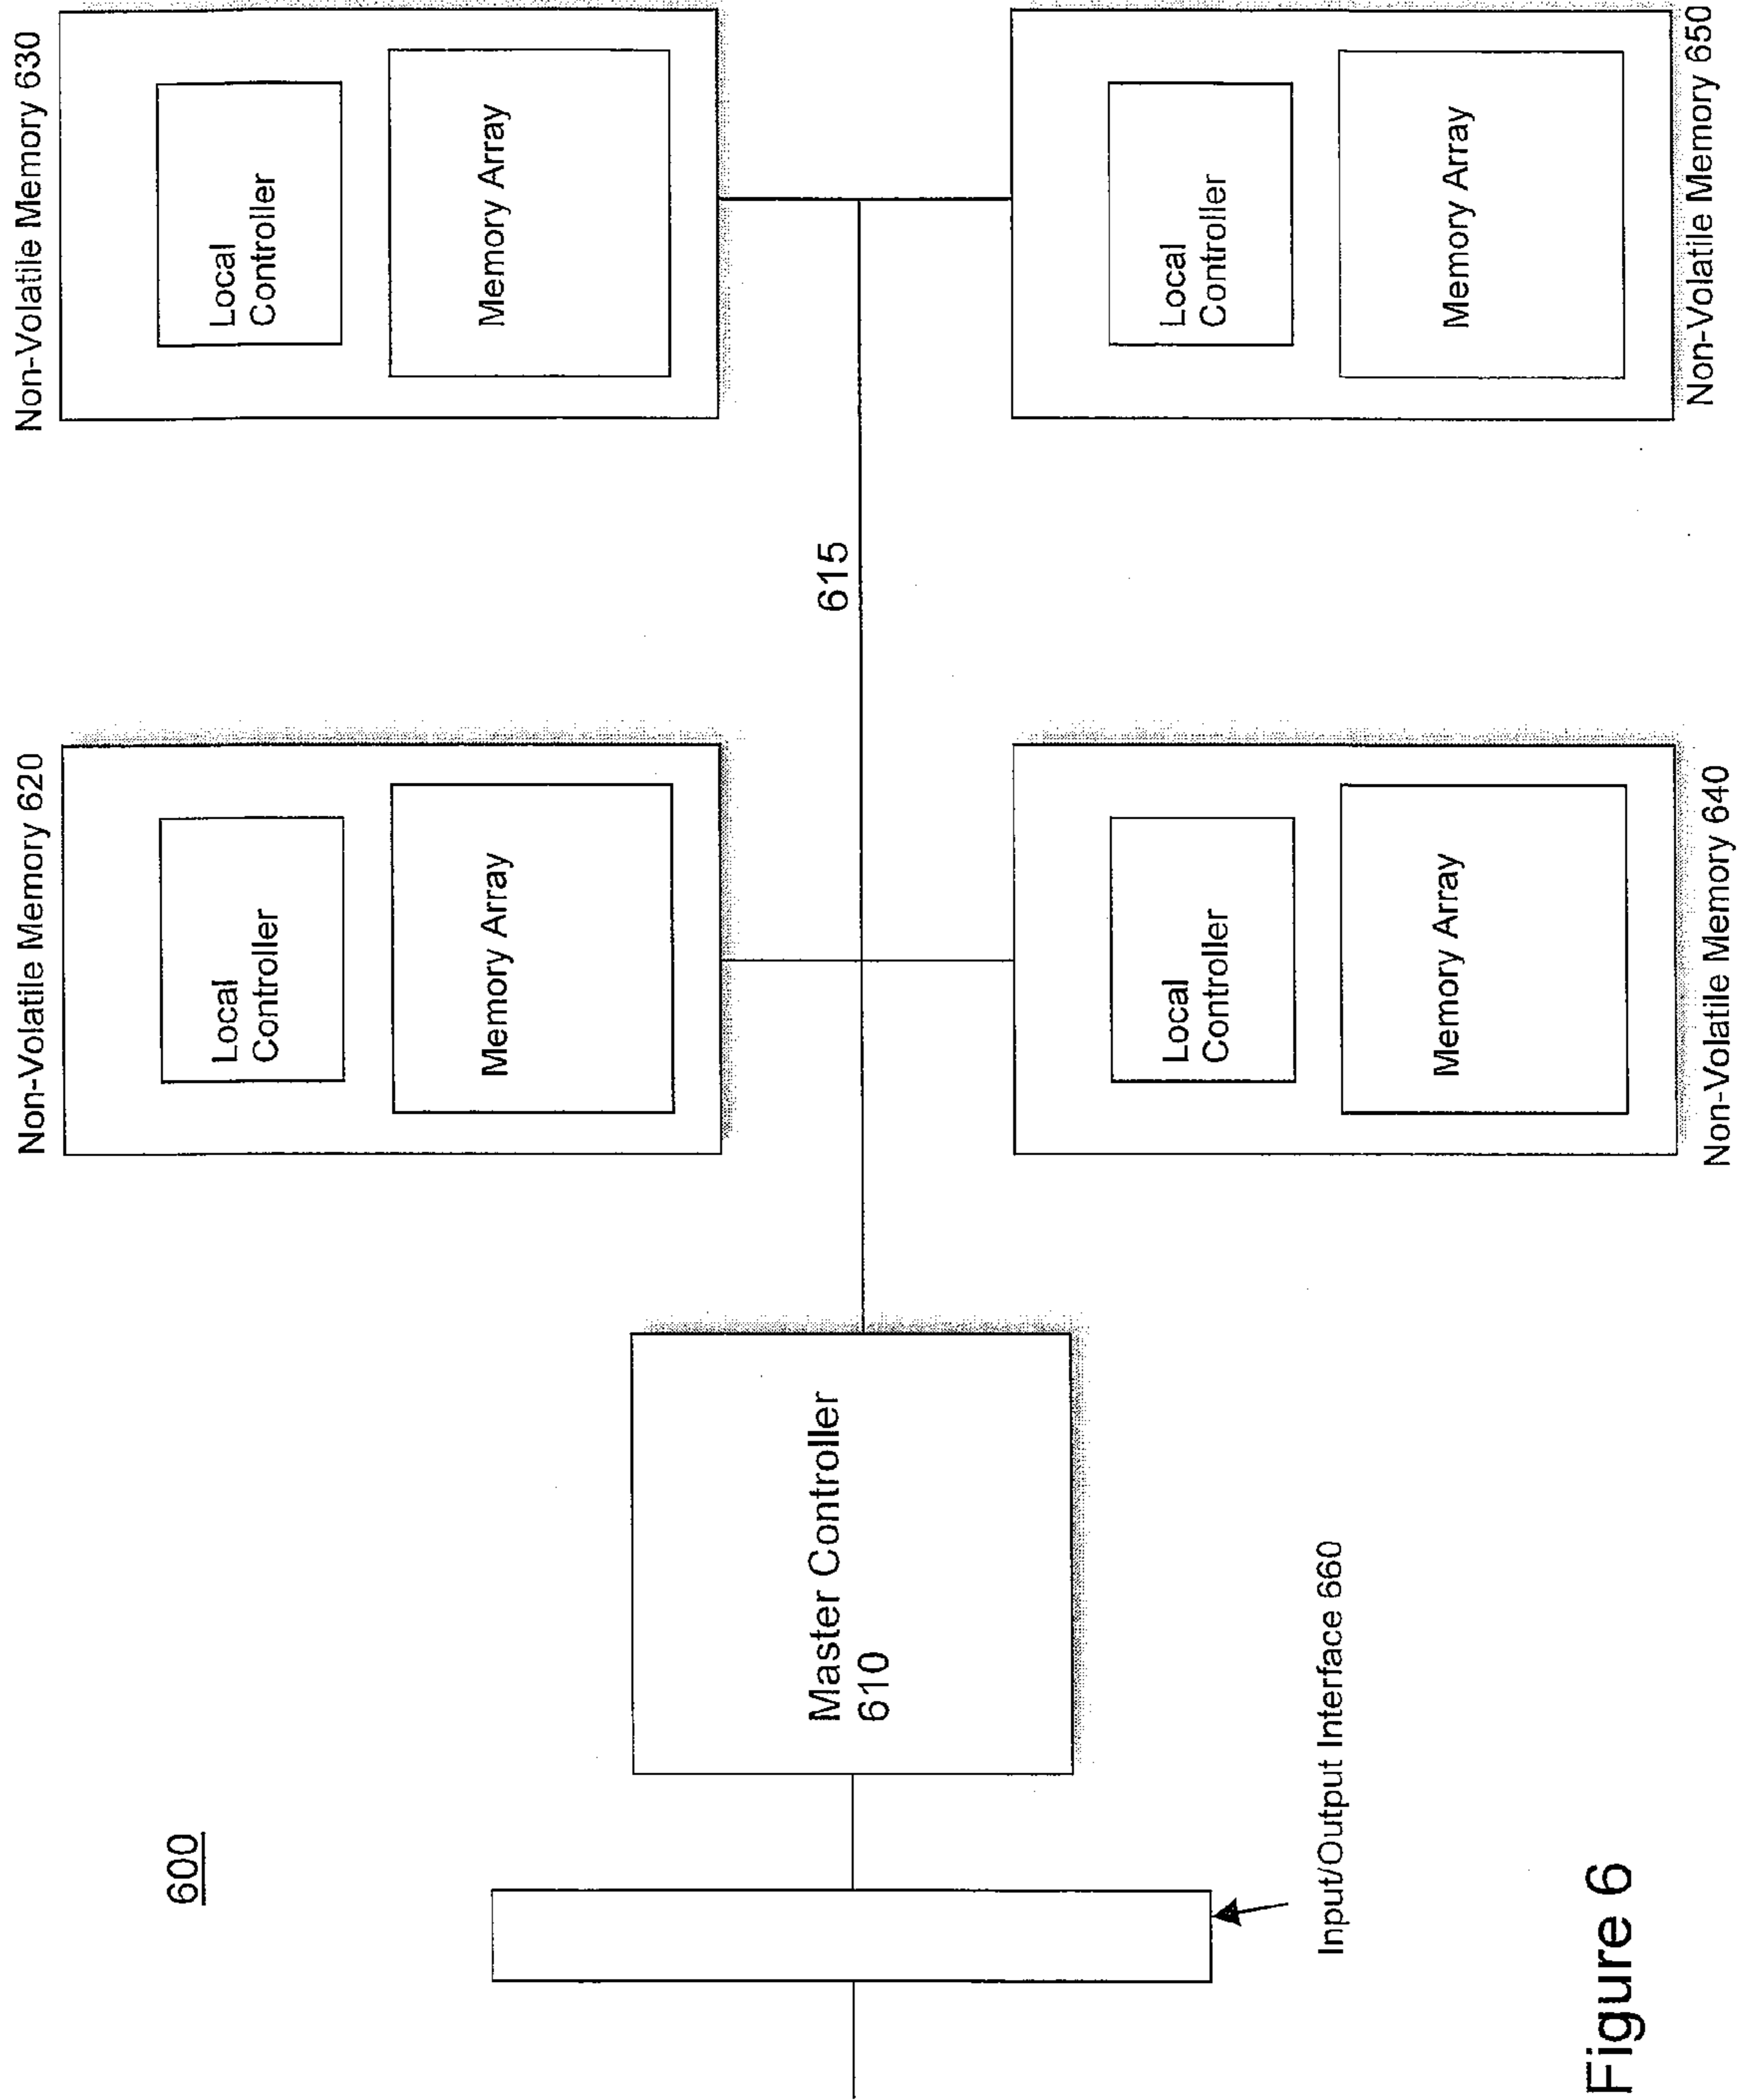 600
Non-Volatile Memory 620
Local
Controller
Memory Array
Non-Volatile Memory 630
Local
Controller
Memory Array
Master Controller
610
615
Local
Controller
Memory Array
Non-Volatile Memory 640
Local
Controller
Memory Array
Non-Volatile Memory 650
Input/Output Interface 660
Figure 6